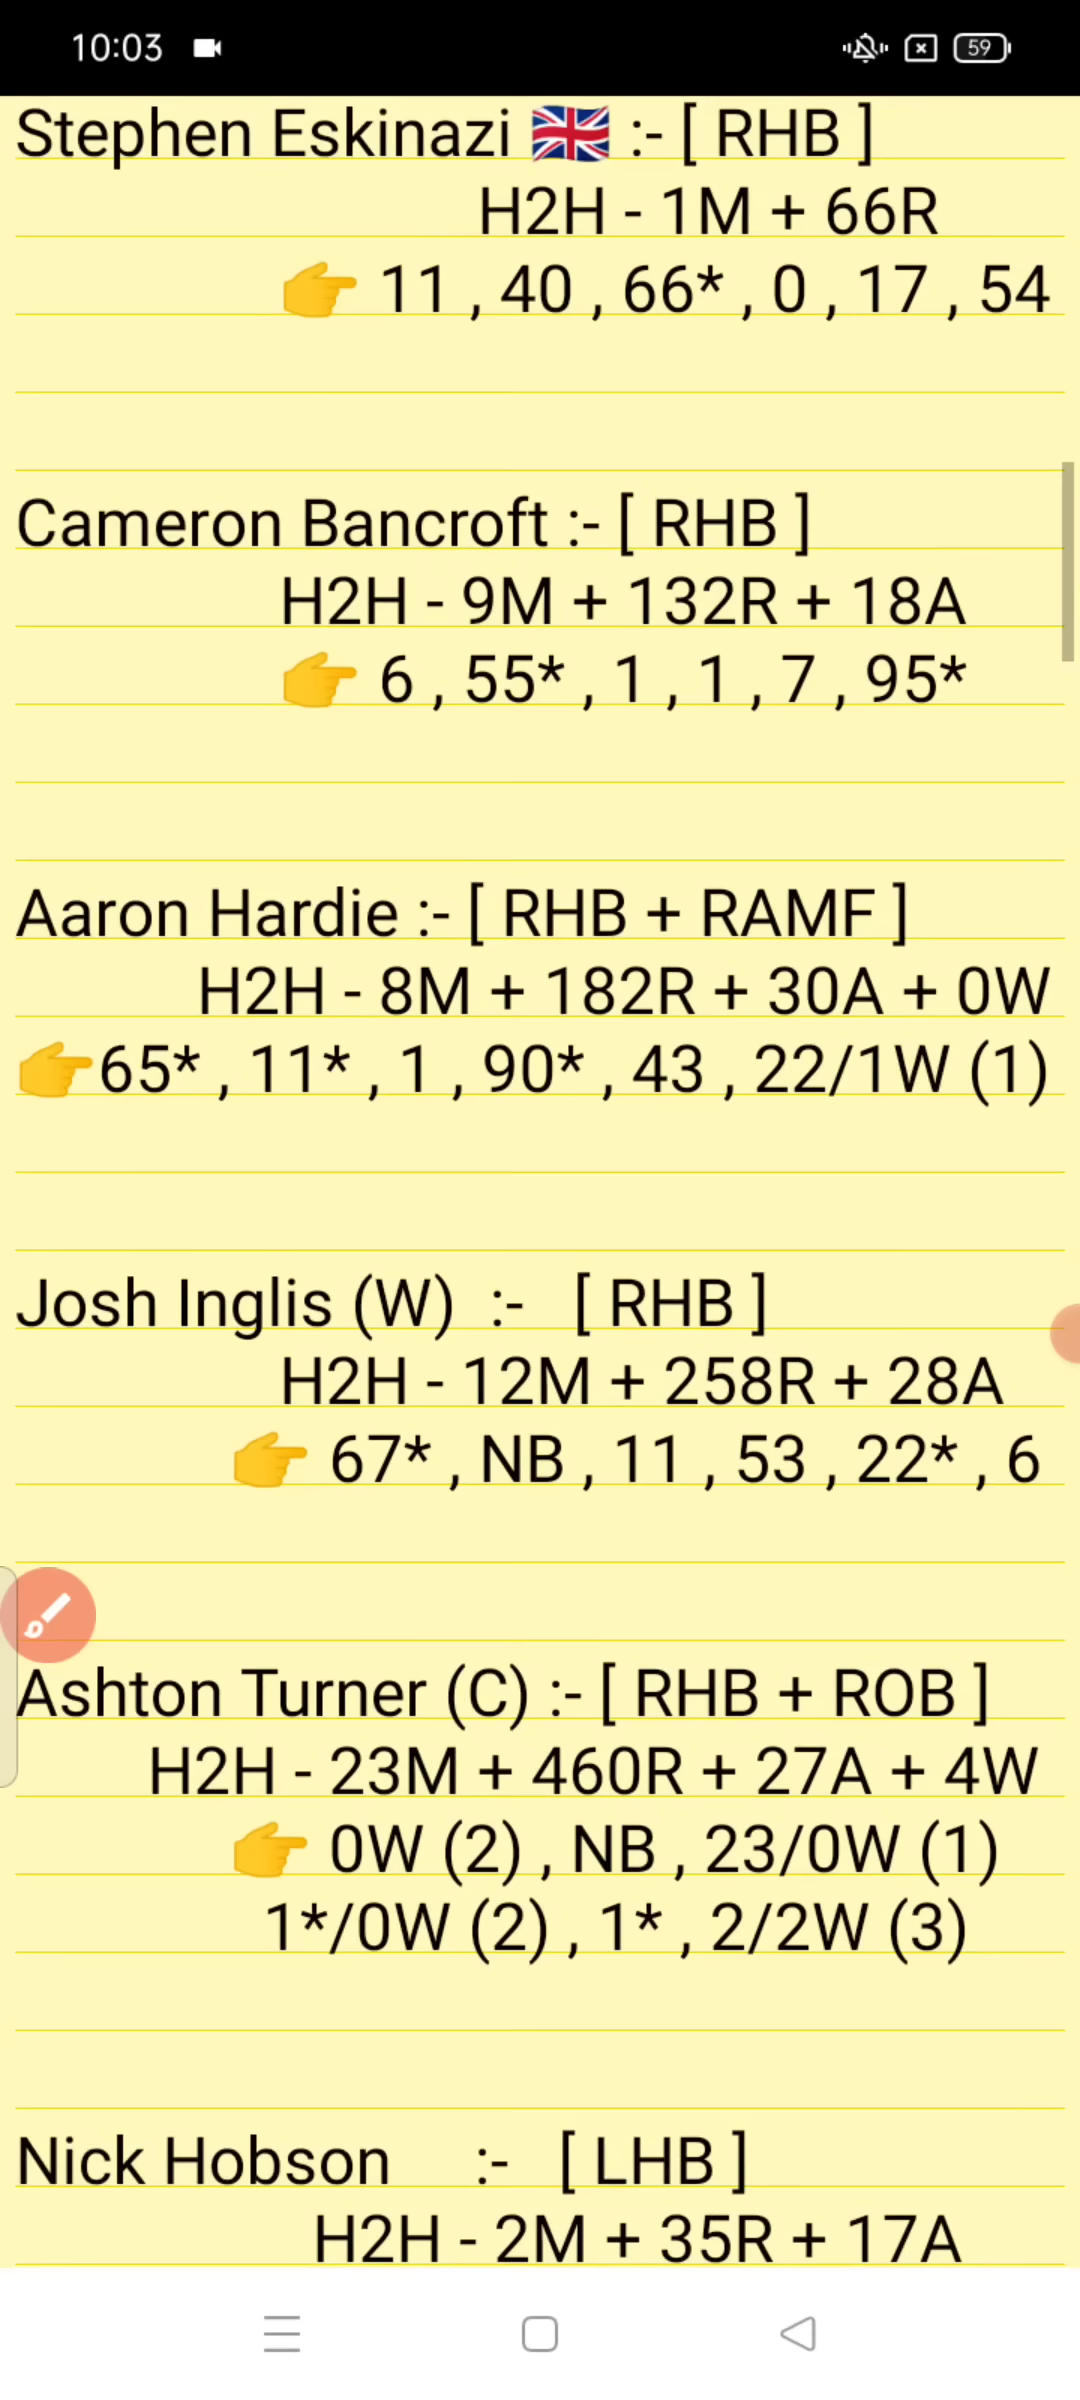 10:03
59
Stephen Eskinazi 🇬🇧 :- [ RHB ]
H2H - 1M + 66R
👉 11 , 40 , 66* , 0 , 17 , 54
Cameron Bancroft :- [ RHB ]
H2H - 9M + 132R + 18A
👉 6 , 55* , 1 , 1 , 7 , 95*
Aaron Hardie :- [ RHB + RAMF ]
H2H - 8M + 182R + 30A + 0W
👉65* , 11* , 1 , 90* , 43 , 22/1W (1)
Josh Inglis (W) :- [ RHB ]
H2H - 12M + 258R + 28A
👉 67* , NB , 11 , 53 , 22* , 6
Ashton Turner (C) :- [ RHB + ROB ]
H2H - 23M + 460R + 27A + 4W
👉 0W (2) , NB , 23/0W (1)
1*/0W (2) , 1* , 2/2W (3)
Nick Hobson :- [ LHB ]
H2H - 2M + 35R + 17A